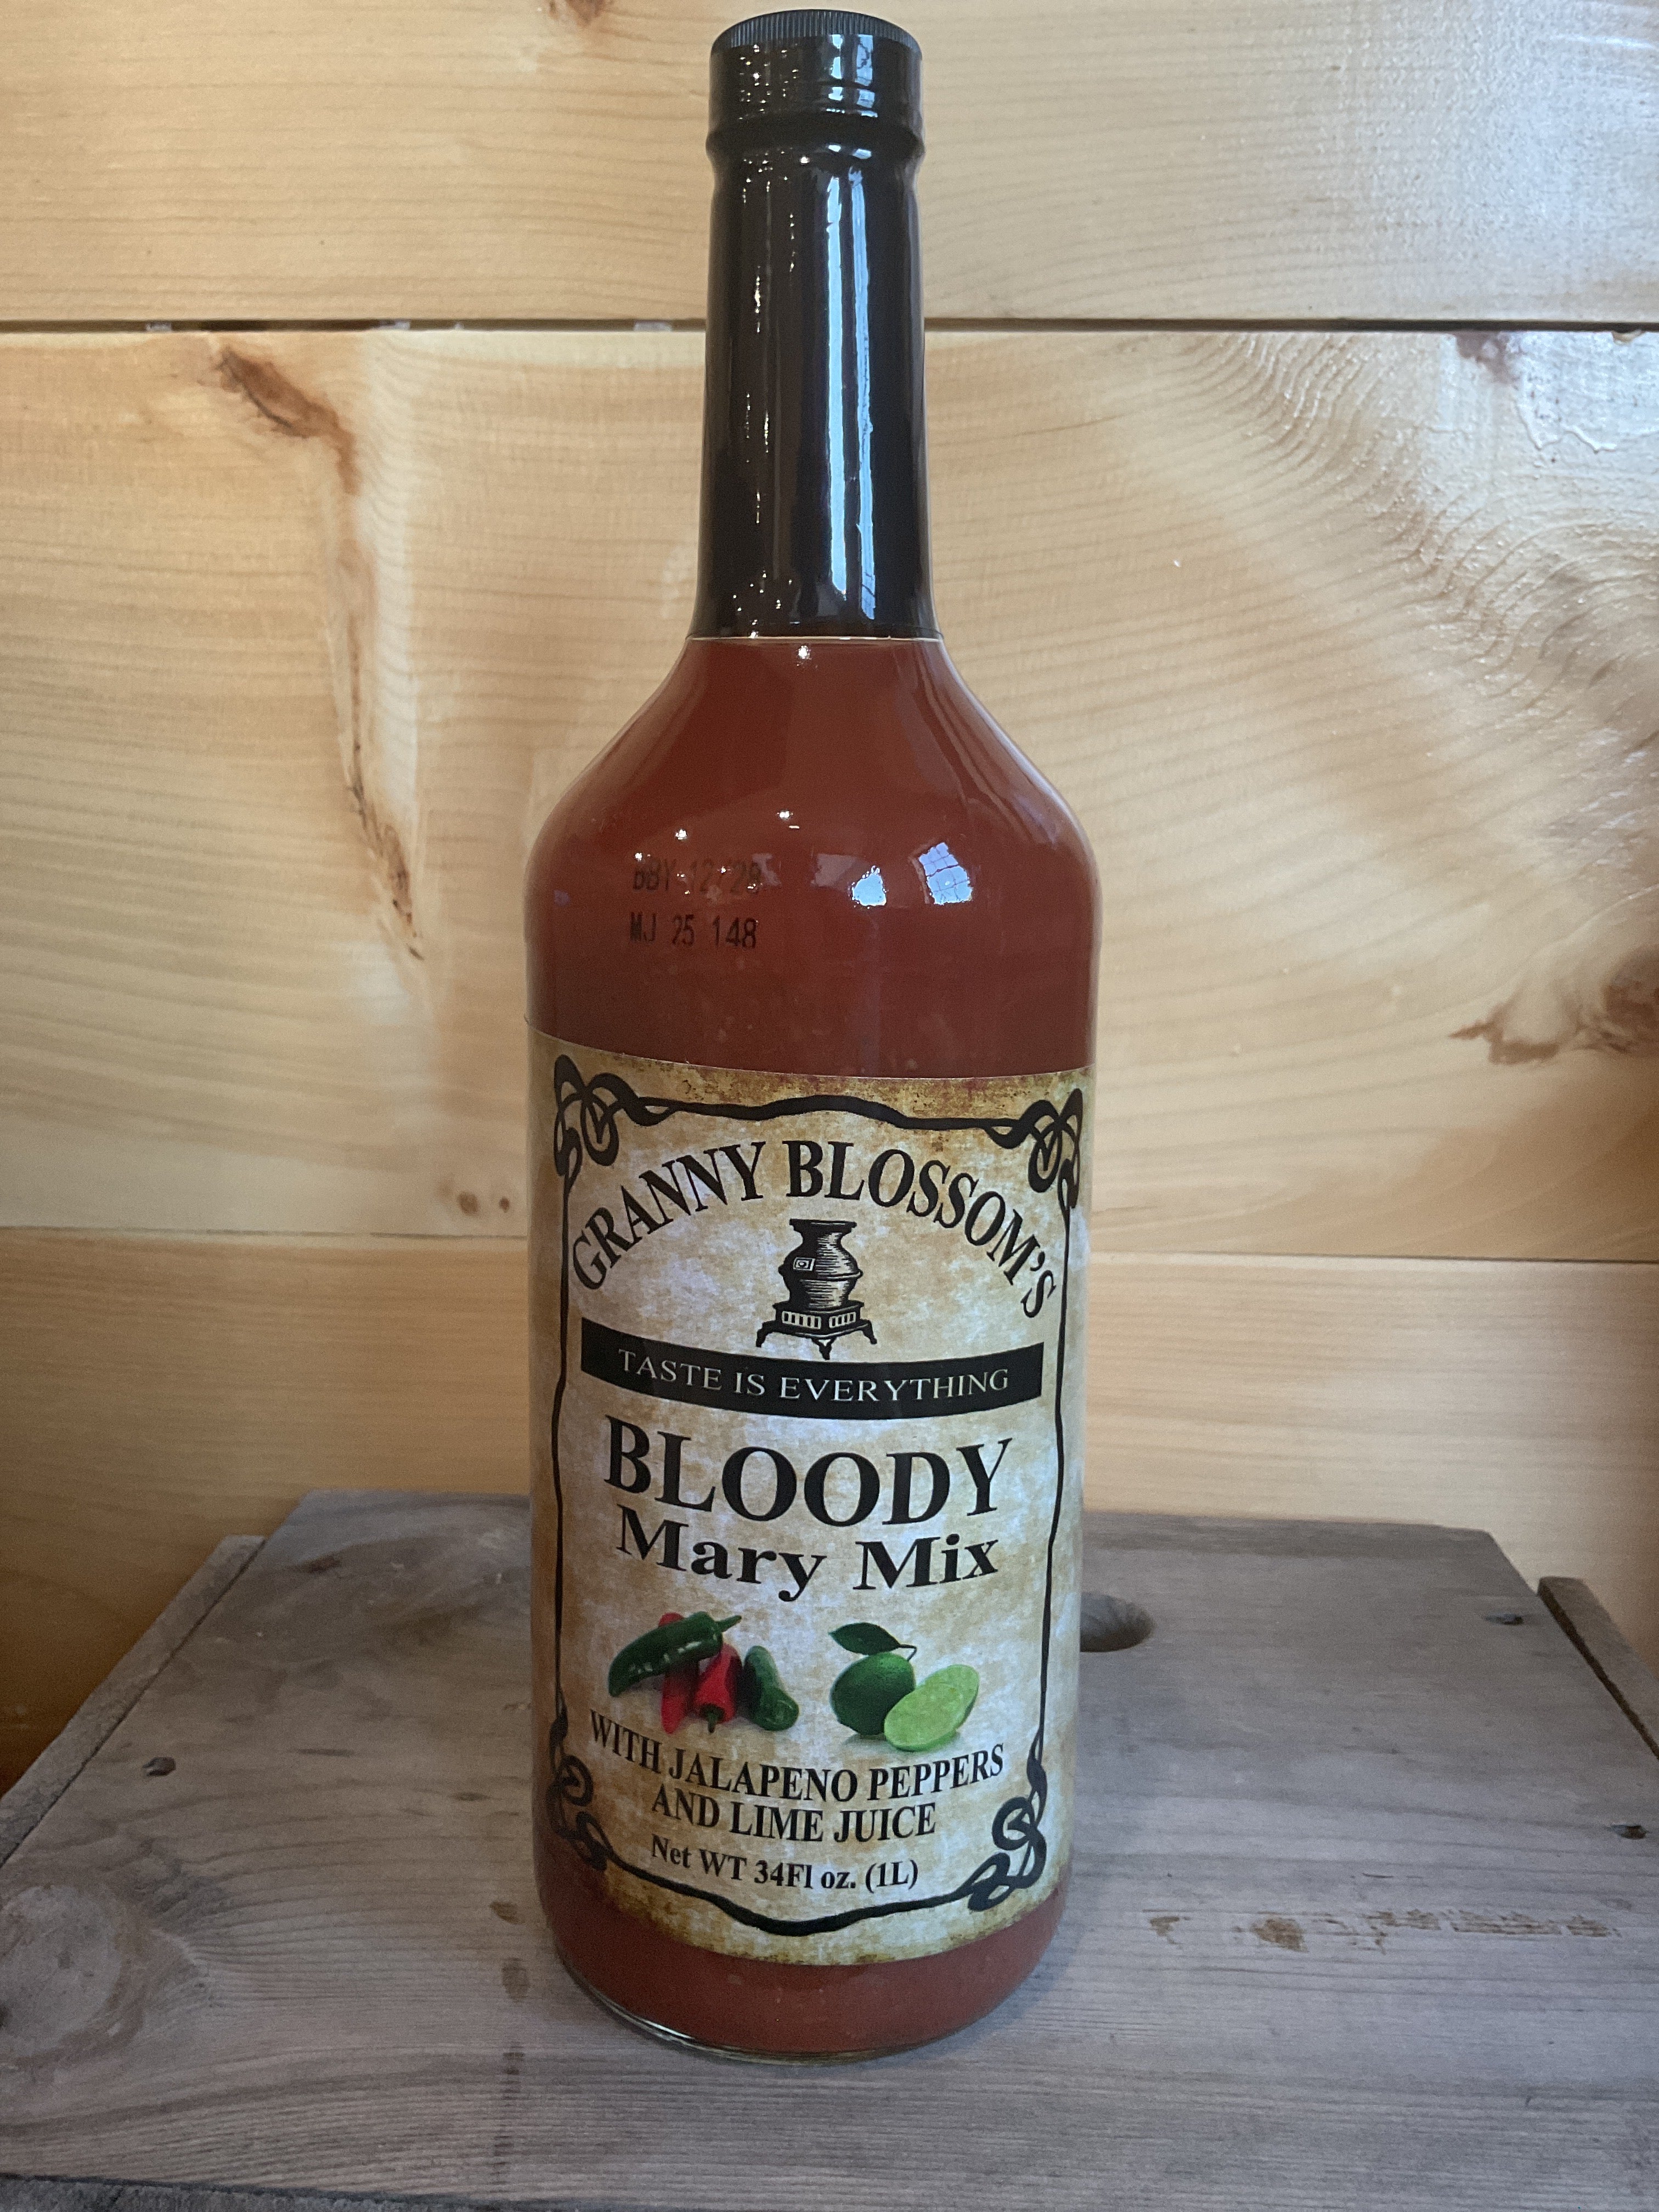 BBY 12/28
MJ 25 148
GRANNY BLOSSOM'S
TASTE IS EVERYTHING
BLOODY
Mary Mix
WITH JALAPENO PEPPERS
AND LIME JUICE
Net WT 34Fl oz. (1L)